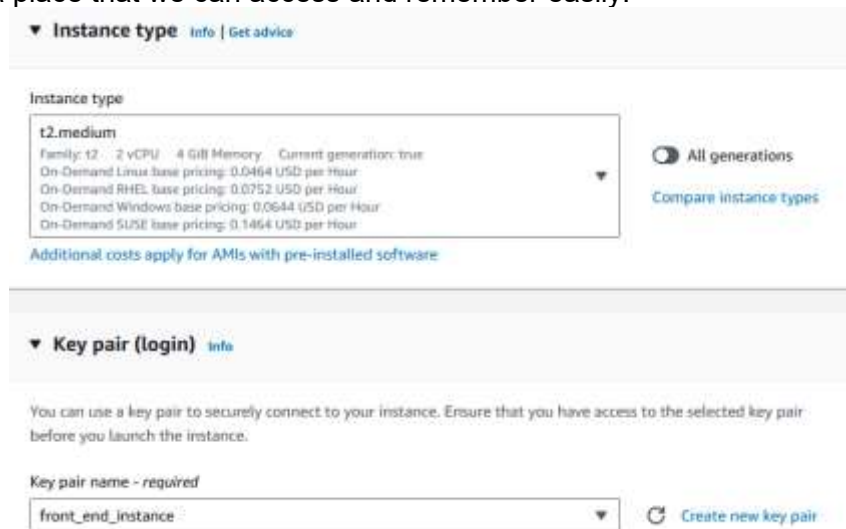 a place that we can access and remember easily.
Instance type Info | Get advice
Instance type
t2.medium
Family: t2 2 vCPU 4 GiB Memory Current generation: true
On-Demand Linux base pricing: 0.0464 USD per Hour
On-Demand RHEL base pricing: 0.0752 USD per Hour
On-Demand Windows base pricing: 0.0644 USD per Hour
On-Demand SUSE base pricing: 0.1464 USD per Hour
All generations
Compare instance types
Additional costs apply for AMIs with pre-installed software
Key pair (login) Info
You can use a key pair to securely connect to your instance. Ensure that you have access to the selected key pair
before you launch the instance.
Key pair name - required
front_end_instance
Create new key pair